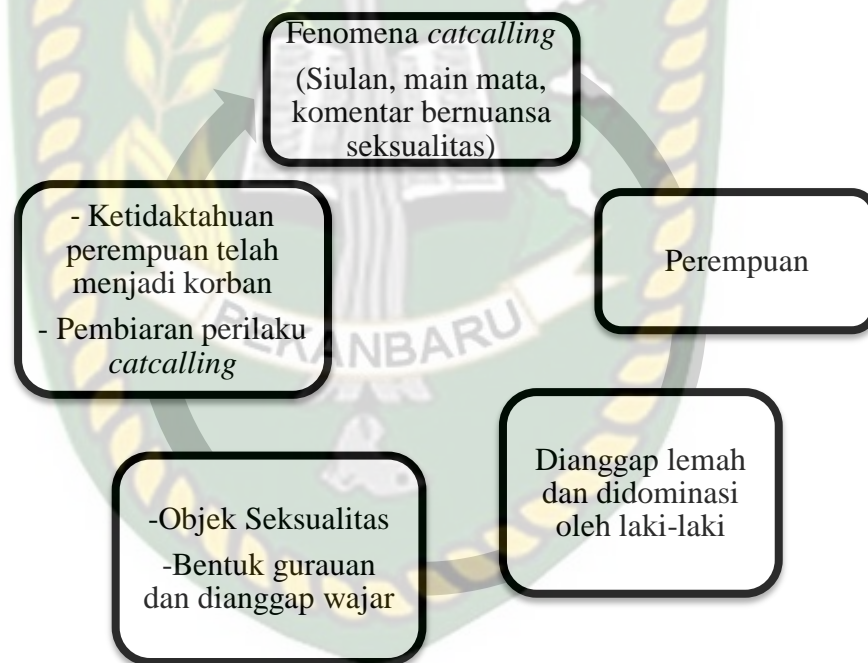 Fenomena catcalling
(Siulan, main mata,
komentar bernuansa
seksualitas)
Perempuan
Dianggap lemah
dan didominasi
oleh laki-laki
-Objek Seksualitas
-Bentuk gurauan
dan dianggap wajar
- Ketidaktahuan
perempuan telah
menjadi korban
- Pembiaran perilaku
catcalling
PEKANBARU